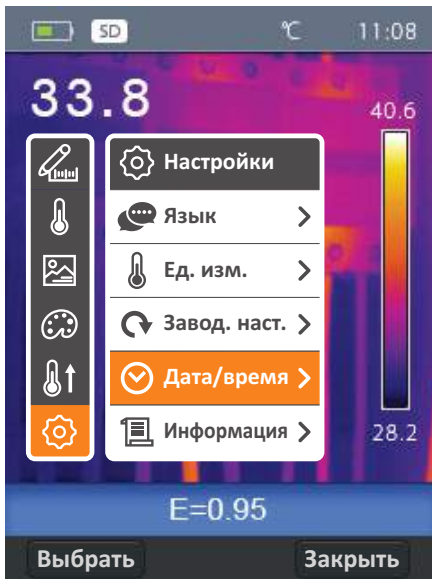 SD ℃ 11:08
33.8
40.6
Настройки
Язык
Ед. изм.
Завод. наст.
Дата/время
Информация
28.2
E=0.95
Выбрать Закрыть